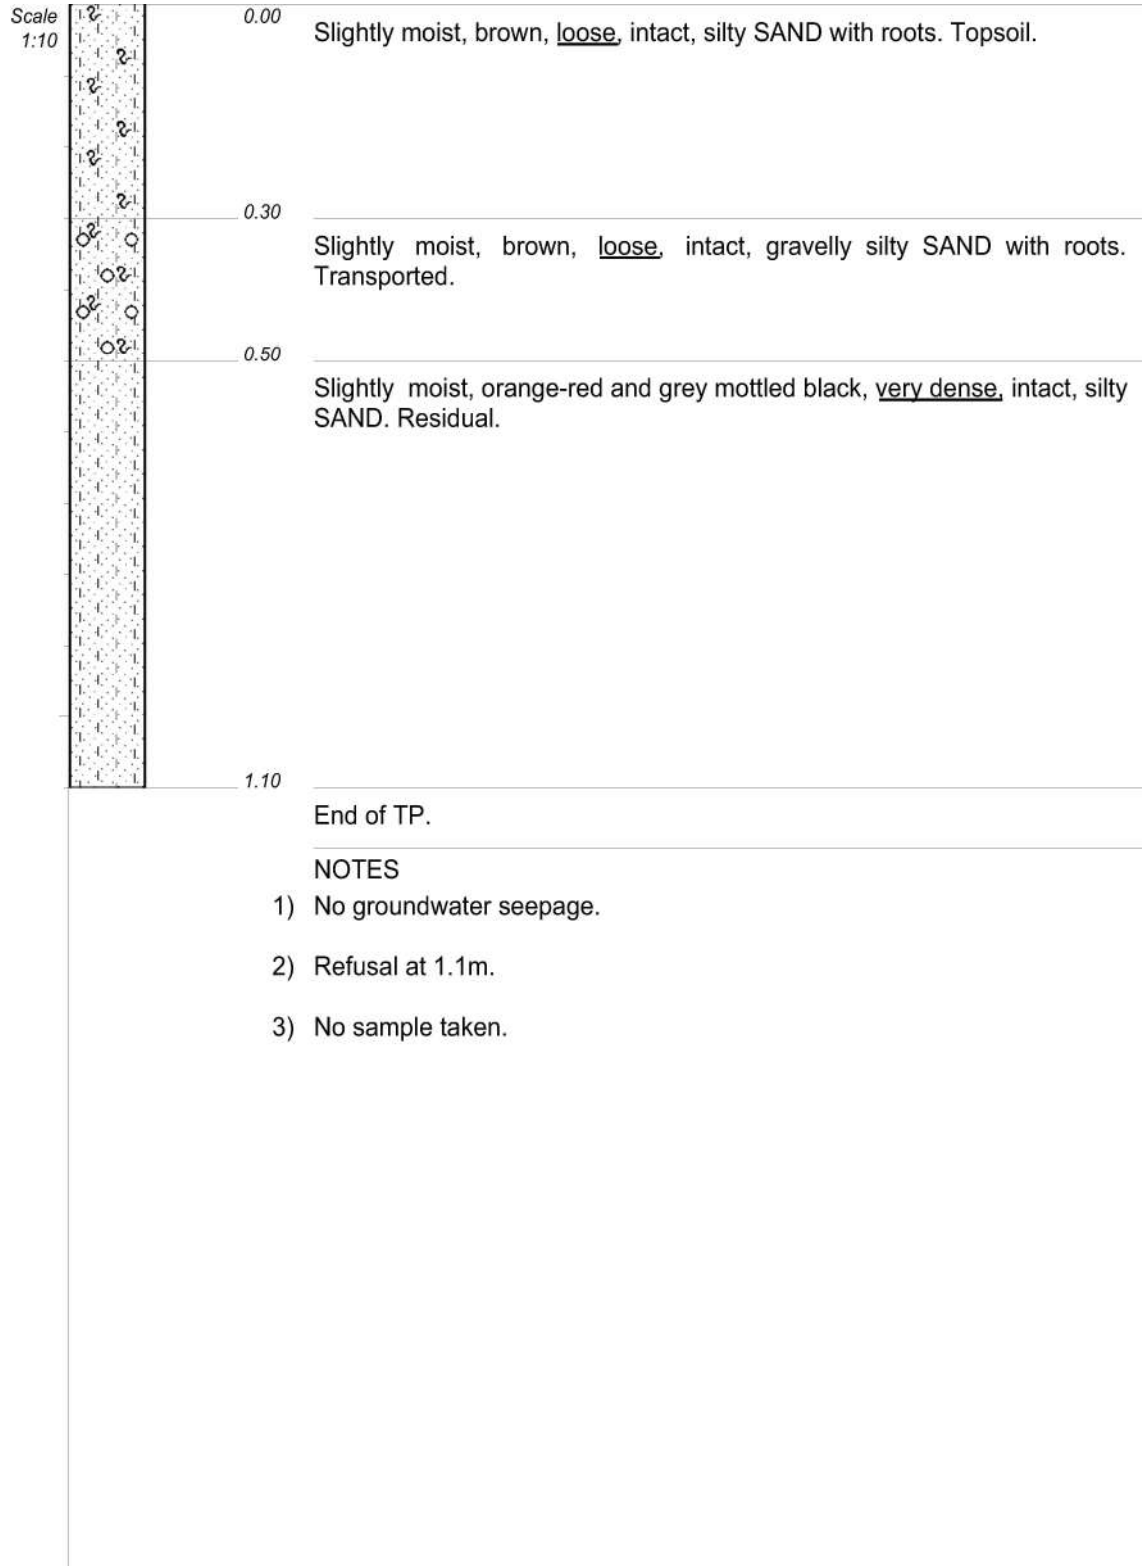 Scale
1:10
0.00
Slightly moist, brown, loose, intact, silty SAND with roots. Topsoil.
0.30
Slightly moist, brown, loose, intact, gravelly silty SAND with roots.
Transported.
0.50
Slightly moist, orange-red and grey mottled black, very dense, intact, silty
SAND. Residual.
1.10
End of TP.
NOTES
1) No groundwater seepage.
2) Refusal at 1.1m.
3) No sample taken.